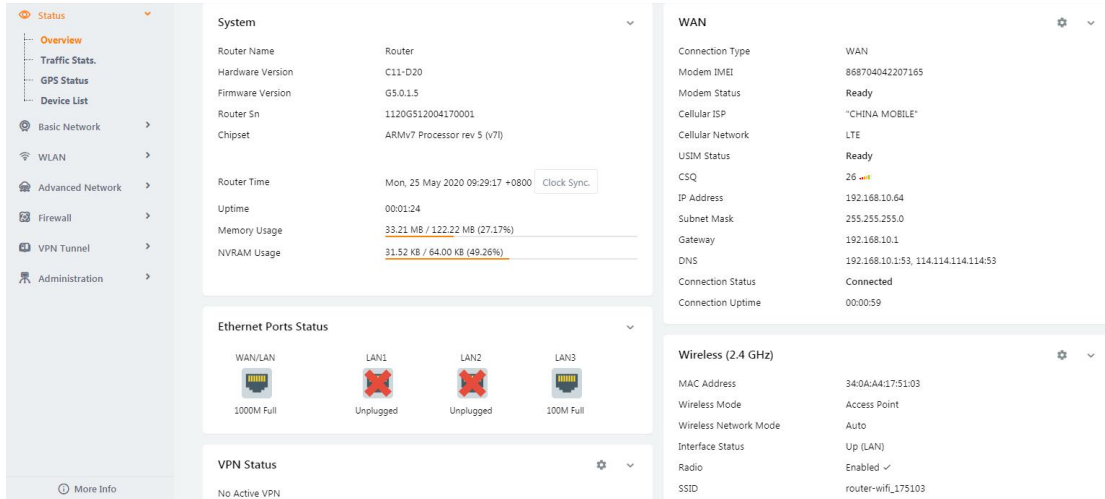 Status
Overview
Traffic Stats.
GPS Status
Device List
Basic Network
WLAN
Advanced Network
Firewall
VPN Tunnel
Administration
More Info
System
Router Name Router
Hardware Version C11-D20
Firmware Version G5.0.1.5
Router Sn 1120G512004170001
Chipset ARMv7 Processor rev 5 (v7l)
Router Time Mon, 25 May 2020 09:29:17 +0800 Clock Sync.
Uptime 00:01:24
Memory Usage 33.21 MB / 122.22 MB (27.17%)
NVRAM Usage 31.52 KB / 64.00 KB (49.26%)
Ethernet Ports Status
WAN/LAN LAN1 LAN2 LAN3
1000M Full Unplugged Unplugged 100M Full
VPN Status
No Active VPN
WAN
Connection Type WAN
Modem IMEI 868704042207165
Modem Status Ready
Cellular ISP "CHINA MOBILE"
Cellular Network LTE
USIM Status Ready
CSQ 26
IP Address 192.168.10.64
Subnet Mask 255.255.255.0
Gateway 192.168.10.1
DNS 192.168.10.1:53, 114.114.114.114:53
Connection Status Connected
Connection Uptime 00:00:59
Wireless (2.4 GHz)
MAC Address 34:0A:A4:17:51:03
Wireless Mode Access Point
Wireless Network Mode Auto
Interface Status Up (LAN)
Radio Enabled ✓
SSID router-wifi_175103